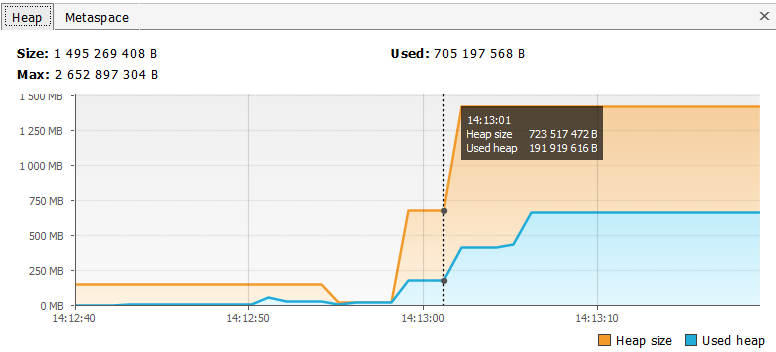 Heap Metaspace
Size: 1 495 269 408 B Used: 705 197 568 B
Max: 2 652 897 304 B
1 500 MB
1 250 MB
1 000 MB
750 MB
500 MB
250 MB
0 MB
14:13:01
Heap size 723 517 472 B
Used heap 191 919 616 B
14:12:40 14:12:50 14:13:00 14:13:10
Heap size Used heap